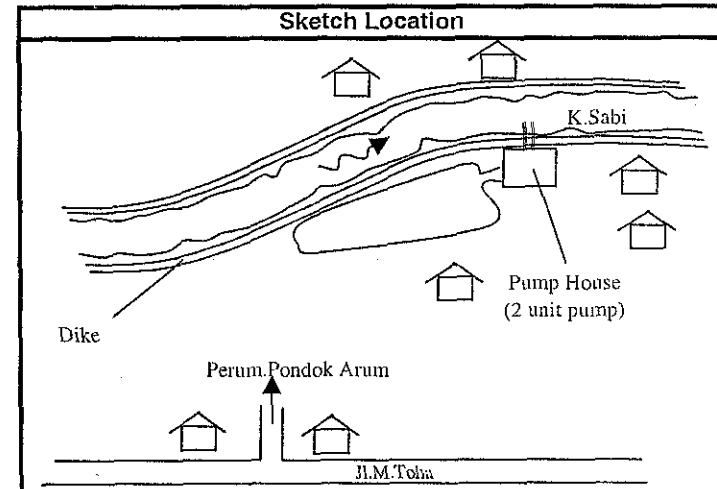 Sketch Location
K.Sabi
Pump House
(2 unit pump)
Dike
Perum.Pondok Arum
Jl.M.Toha